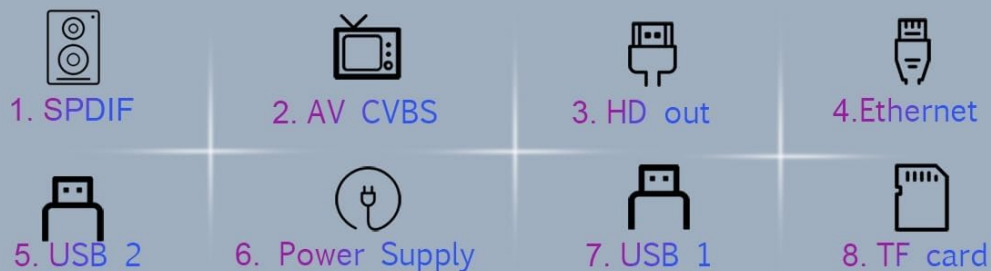 1. SPDIF
2. AV CVBS
3. HD out
4.Ethernet
5. USB 2
6. Power Supply
7. USB 1
8. TF card